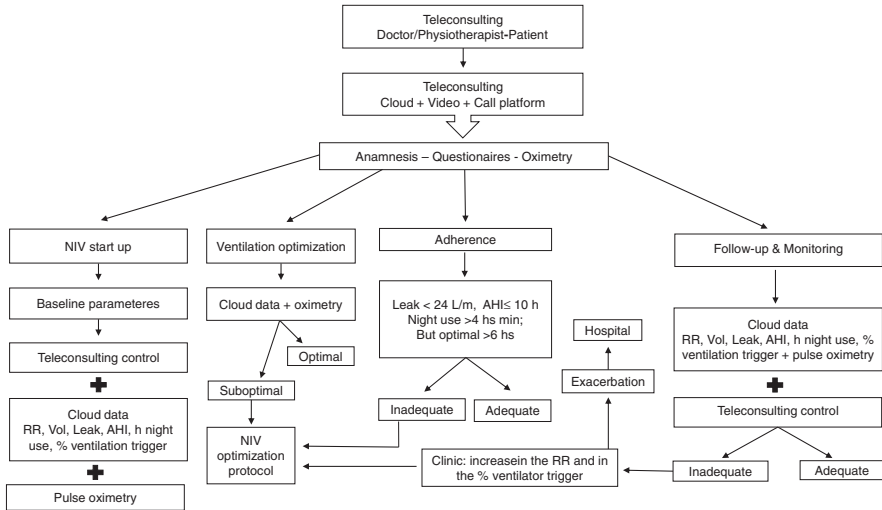 Teleconsulting
Doctor/Physiotherapist-Patient
Teleconsulting
Cloud + Video + Call platform
Anamnesis – Questionaires - Oximetry
NIV start up
Baseline parameteres
Teleconsulting control
Cloud data
RR, Vol, Leak, AHI, h night
use, % ventilation trigger
Pulse oximetry
Ventilation optimization
Cloud data + oximetry
Optimal
Suboptimal
NIV
optimization
protocol
Adherence
Leak < 24 L/m, AHI≤ 10 h
Night use >4 hs min;
But optimal >6 hs
Inadequate
Adequate
Hospital
Exacerbation
Clinic: increasein the RR and in
the % ventilator trigger
Follow-up & Monitoring
Cloud data
RR, Vol, Leak, AHI, h night use, %
ventilation trigger + pulse oximetry
Teleconsulting control
Inadequate
Adequate